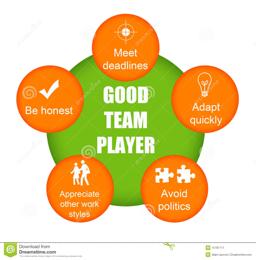 Meet
deadlines
Be honest
GOOD
TEAM
PLAYER
Adapt
quickly
Appreciate
other work
styles
Avoid
politics
Download from
Dreamstime.com